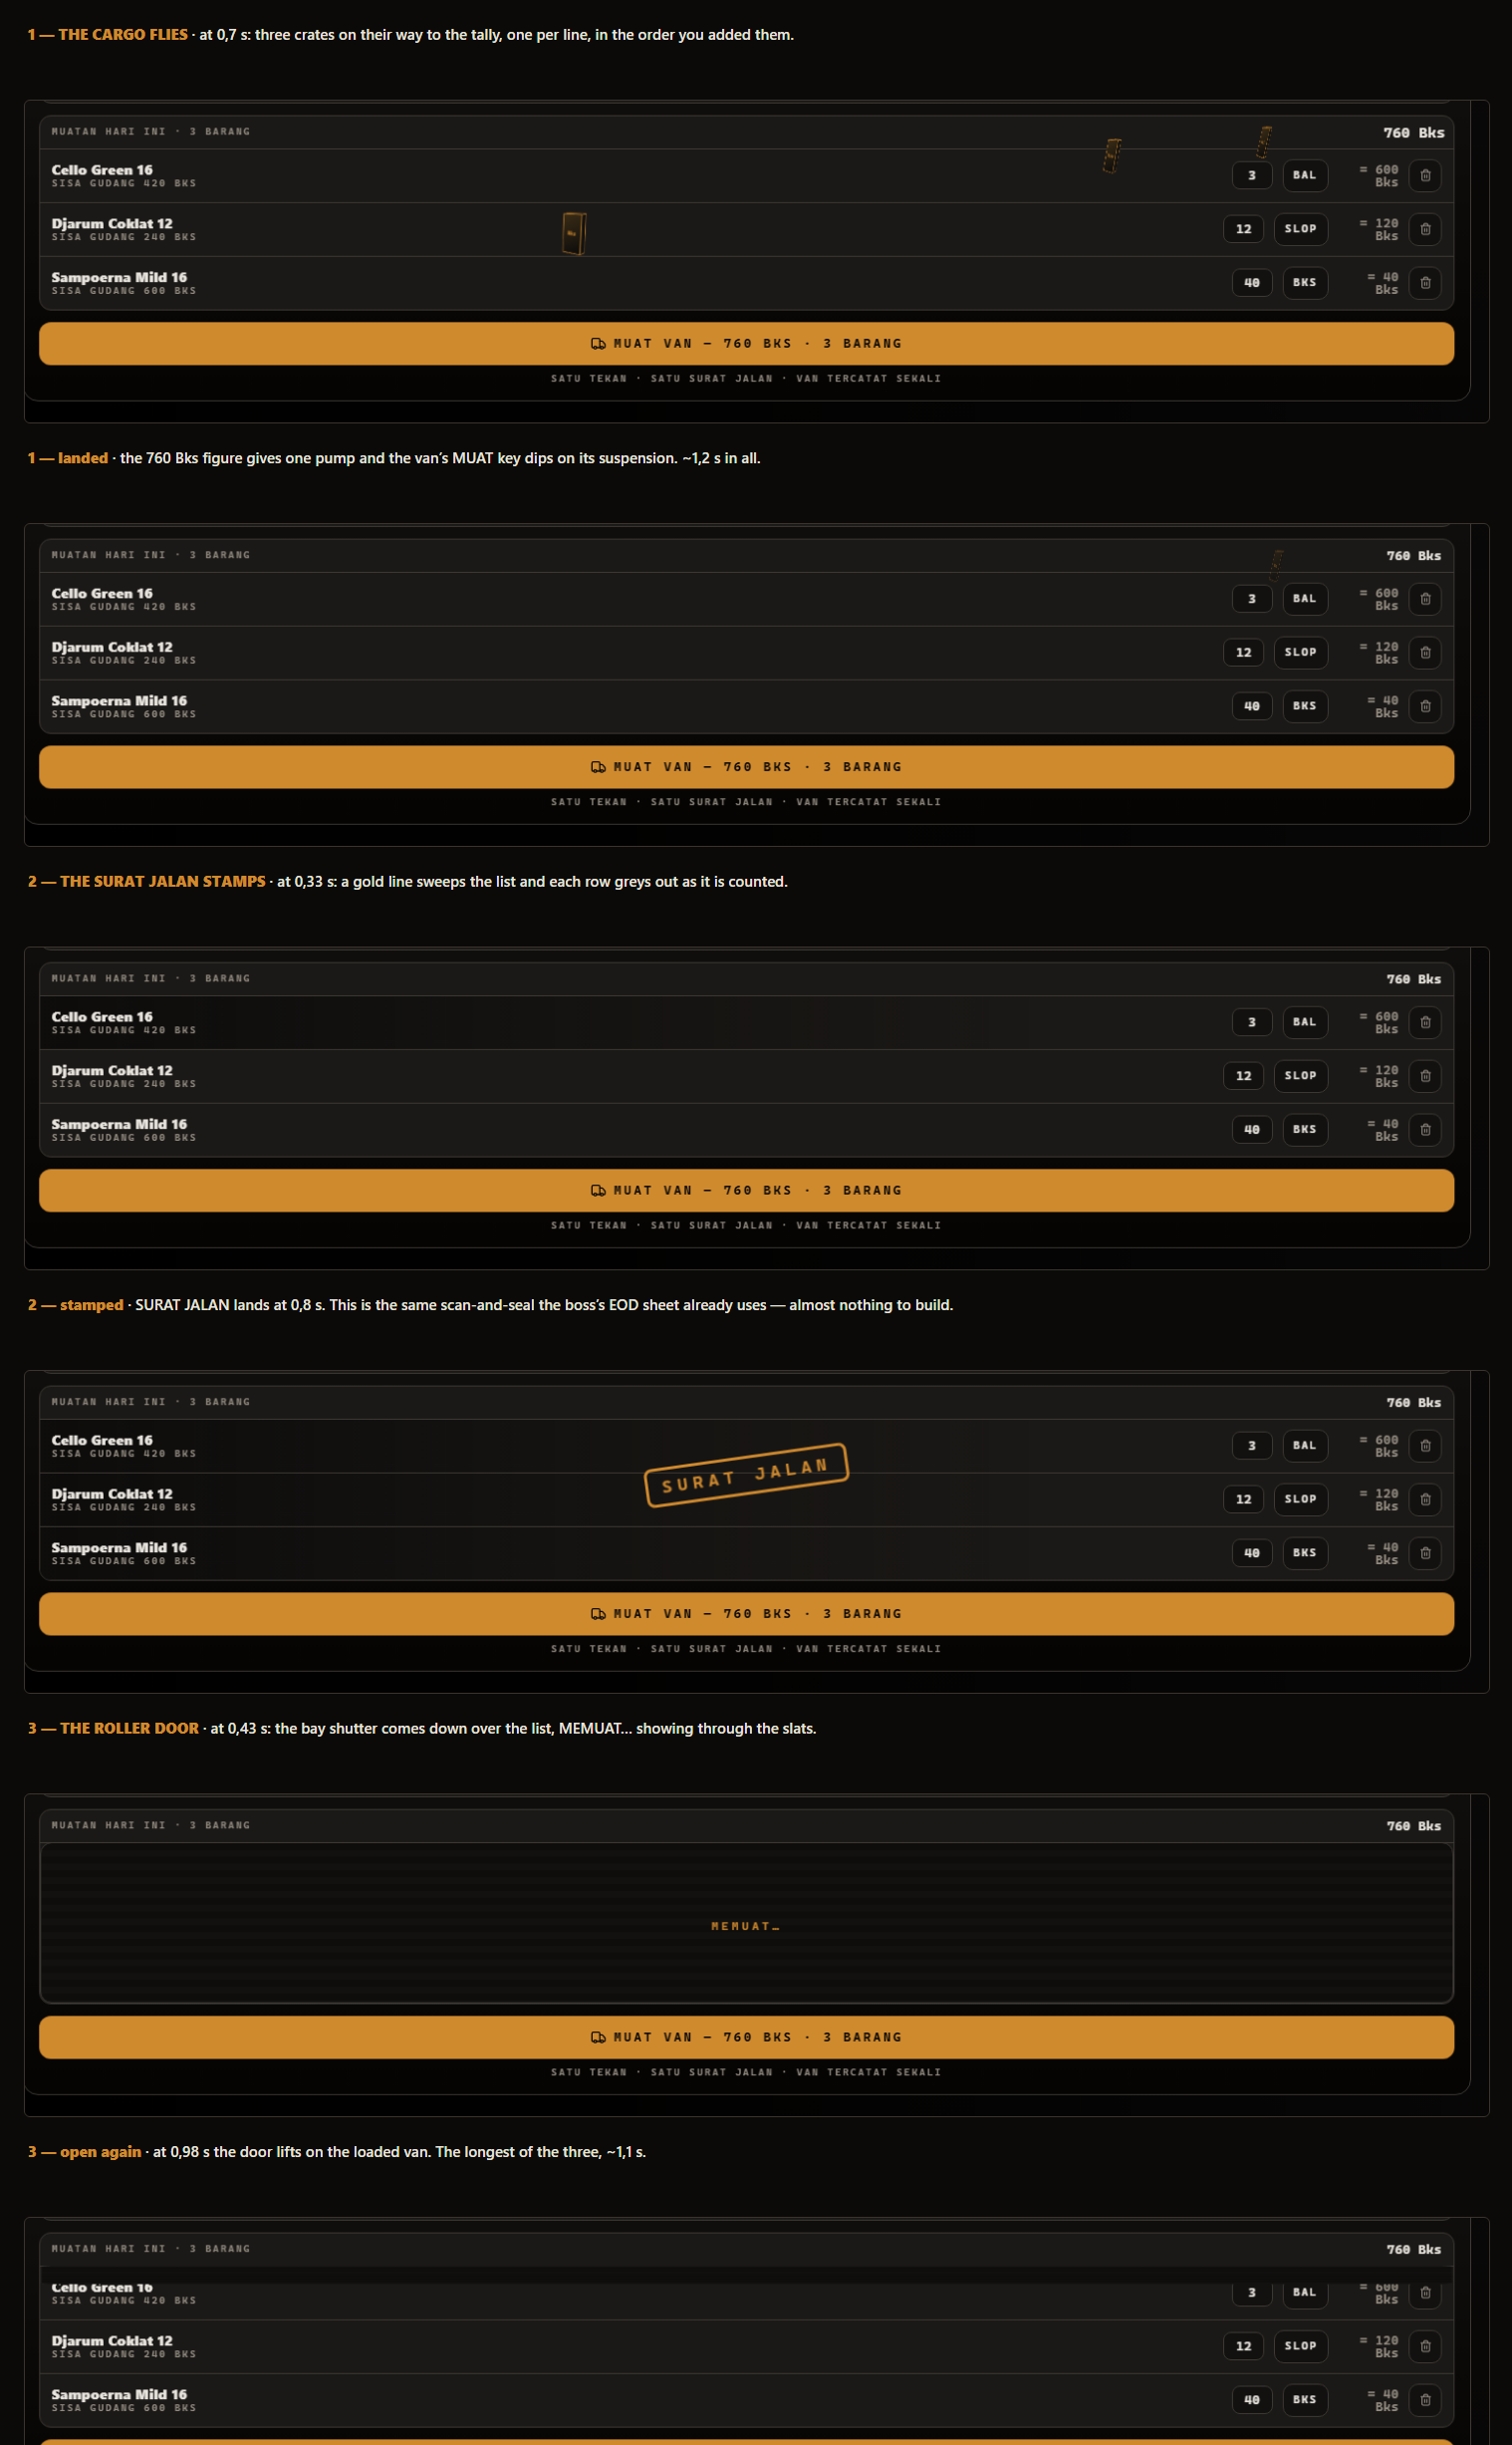 1 — THE CARGO FLIES · at 0,7 s: three crates on their way to the tally, one per line, in the order you added them.
MUATAN HARI INI · 3 BARANG 760 Bks
Cello Green 16
SISA GUDANG 420 BKS
3 BAL = 600 Bks
Djarum Coklat 12
SISA GUDANG 240 BKS
12 SLOP = 120 Bks
Sampoerna Mild 16
SISA GUDANG 600 BKS
40 BKS = 40 Bks
MUAT VAN — 760 BKS · 3 BARANG
SATU TEKAN · SATU SURAT JALAN · VAN TERCATAT SEKALI
1 — landed · the 760 Bks figure gives one pump and the van's MUAT key dips on its suspension. ~1,2 s in all.
MUATAN HARI INI · 3 BARANG 760 Bks
Cello Green 16
SISA GUDANG 420 BKS
3 BAL = 600 Bks
Djarum Coklat 12
SISA GUDANG 240 BKS
12 SLOP = 120 Bks
Sampoerna Mild 16
SISA GUDANG 600 BKS
40 BKS = 40 Bks
MUAT VAN — 760 BKS · 3 BARANG
SATU TEKAN · SATU SURAT JALAN · VAN TERCATAT SEKALI
2 — THE SURAT JALAN STAMPS · at 0,33 s: a gold line sweeps the list and each row greys out as it is counted.
MUATAN HARI INI · 3 BARANG 760 Bks
Cello Green 16
SISA GUDANG 420 BKS
3 BAL = 600 Bks
Djarum Coklat 12
SISA GUDANG 240 BKS
12 SLOP = 120 Bks
Sampoerna Mild 16
SISA GUDANG 600 BKS
40 BKS = 40 Bks
MUAT VAN — 760 BKS · 3 BARANG
SATU TEKAN · SATU SURAT JALAN · VAN TERCATAT SEKALI
2 — stamped · SURAT JALAN lands at 0,8 s. This is the same scan-and-seal the boss's EOD sheet already uses — almost nothing to build.
MUATAN HARI INI · 3 BARANG 760 Bks
Cello Green 16
SISA GUDANG 420 BKS
3 BAL = 600 Bks
SURAT JALAN
Djarum Coklat 12
SISA GUDANG 240 BKS
12 SLOP = 120 Bks
Sampoerna Mild 16
SISA GUDANG 600 BKS
40 BKS = 40 Bks
MUAT VAN — 760 BKS · 3 BARANG
SATU TEKAN · SATU SURAT JALAN · VAN TERCATAT SEKALI
3 — THE ROLLER DOOR · at 0,43 s: the bay shutter comes down over the list, MEMUAT… showing through the slats.
MUATAN HARI INI · 3 BARANG 760 Bks
MEMUAT…
MUAT VAN — 760 BKS · 3 BARANG
SATU TEKAN · SATU SURAT JALAN · VAN TERCATAT SEKALI
3 — open again · at 0,98 s the door lifts on the loaded van. The longest of the three, ~1,1 s.
MUATAN HARI INI · 3 BARANG 760 Bks
Cello Green 16
SISA GUDANG 420 BKS
3 BAL = 600 Bks
Djarum Coklat 12
SISA GUDANG 240 BKS
12 SLOP = 120 Bks
Sampoerna Mild 16
SISA GUDANG 600 BKS
40 BKS = 40 Bks